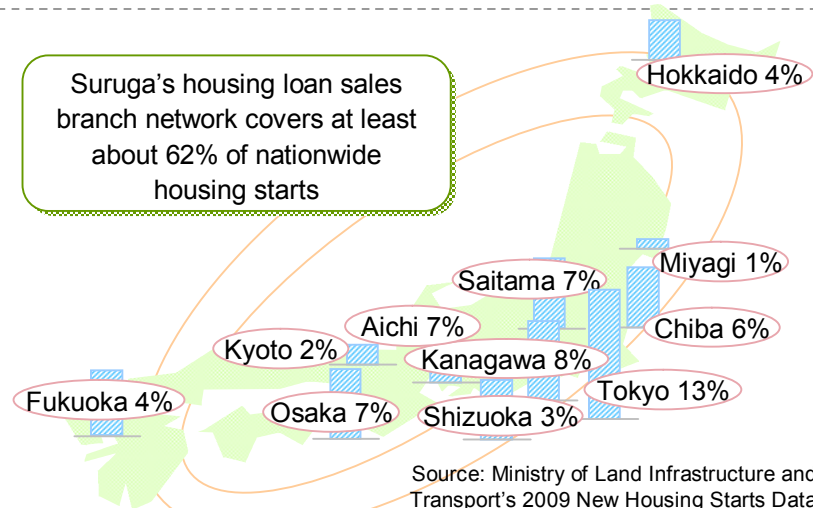 Suruga's housing loan sales
branch network covers at least
about 62% of nationwide
housing starts
Hokkaido 4%
Miyagi 1%
Saitama 7%
Chiba 6%
Aichi 7%
Kyoto 2%
Kanagawa 8%
Tokyo 13%
Fukuoka 4%
Osaka 7%
Shizuoka 3%
Source: Ministry of Land Infrastructure and
Transport's 2009 New Housing Starts Data